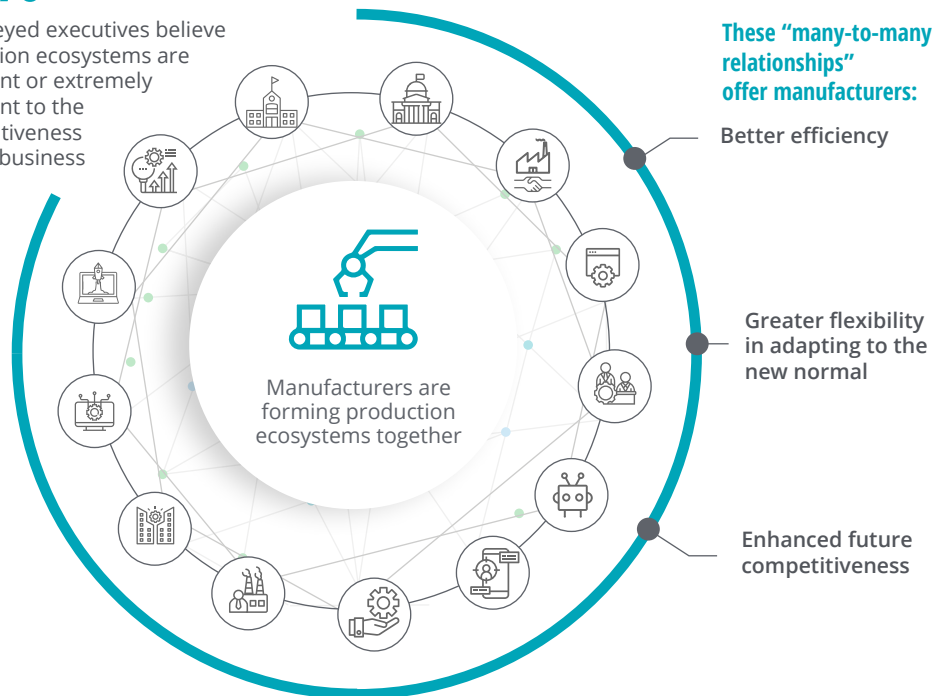 eyed executives believe
ion ecosystems are
nt or extremely
nt to the
itiveness
business
These “many-to-many
relationships”
offer manufacturers:
Better efficiency
Greater flexibility
in adapting to the
new normal
Manufacturers are
forming production
ecosystems together
Enhanced future
competitiveness